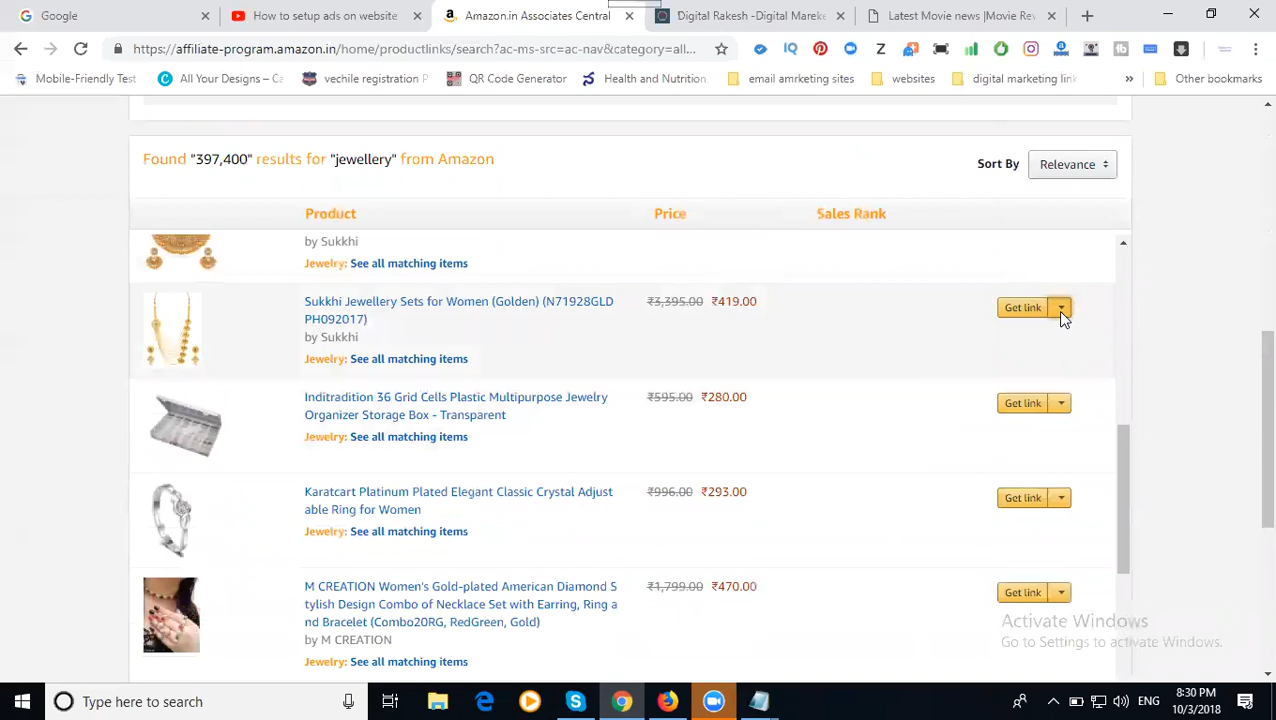 Google
How to setup ads on website
Amazon.in Associates Central
Digital Rakesh -Digital Mareke
Latest Movie news |Movie Rev
https://affiliate-program.amazon.in/home/productlinks/search?ac-ms-src=ac-nav&category=all...
Mobile-Friendly Test
All Your Designs – Ca
vechile registration P
QR Code Generator
Health and Nutrition
email amrketing sites
websites
digital marketing link
Other bookmarks
Found "397,400" results for "jewellery" from Amazon
Sort By Relevance
Product Price Sales Rank
by Sukkhi
Jewelry: See all matching items
Sukkhi Jewellery Sets for Women (Golden) (N71928GLD ₹3,395.00 ₹419.00 Get link
PH092017)
by Sukkhi
Jewelry: See all matching items
Inditradition 36 Grid Cells Plastic Multipurpose Jewelry ₹595.00 ₹280.00 Get link
Organizer Storage Box - Transparent
Jewelry: See all matching items
Karatcart Platinum Plated Elegant Classic Crystal Adjust ₹996.00 ₹293.00 Get link
able Ring for Women
Jewelry: See all matching items
M CREATION Women's Gold-plated American Diamond S ₹1,799.00 ₹470.00 Get link
tylish Design Combo of Necklace Set with Earring, Ring a
nd Bracelet (Combo20RG, RedGreen, Gold)
by M CREATION
Jewelry: See all matching items
Activate Windows
Go to Settings to activate Windows.
Type here to search
ENG
8:30 PM
10/3/2018